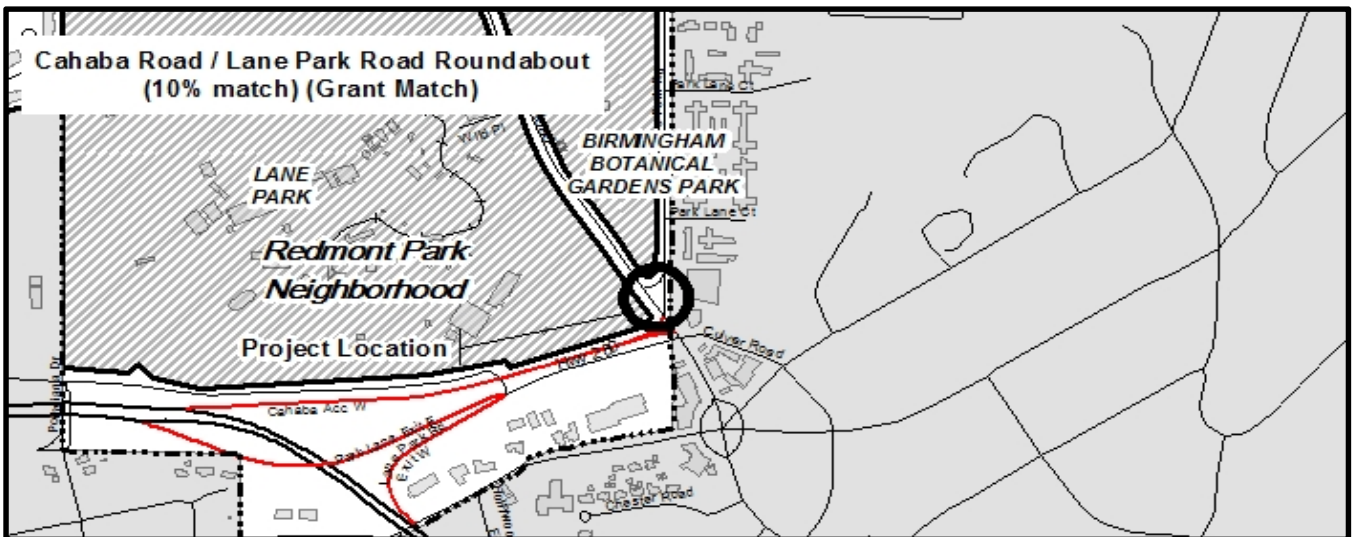 Cahaba Road / Lane Park Road Roundabout
(10% match) (Grant Match)
Park Lane Ct
BIRMINGHAM
BOTANICAL
GARDENS PARK
LANE
PARK
Park Lane Ct
Redmont Park
Neighborhood
Project Location
Culver Road
Cahaba Acc W
Exit W
Chester Road